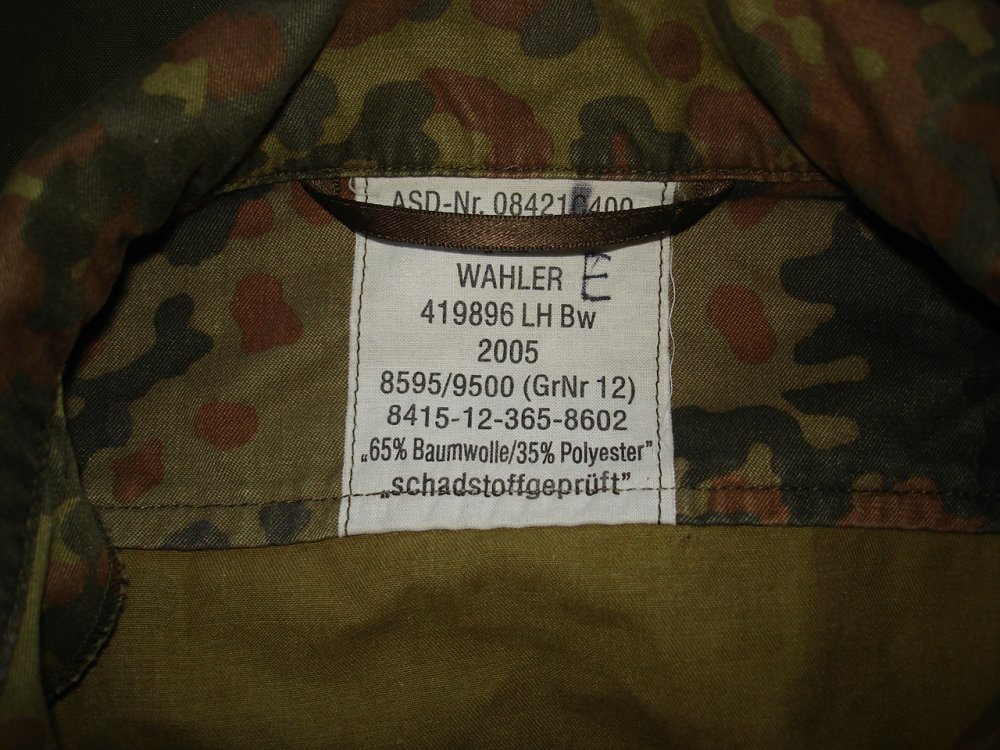 ASD-Nr.
WAHLER E
419896 LH Bw
2005
8595/9500 (GrNr 12)
8415-12-365-8602
„65% Baumwolle/35% Polyester”
„schadstoffgeprüft”